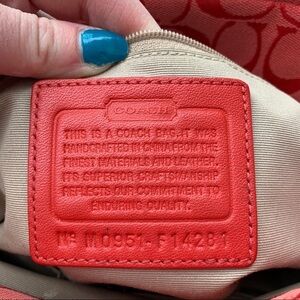 COACH
THIS IS A COACH BAG. IT WAS
HANDCRAFTED IN CHINA FROM THE
FINEST MATERIALS AND LEATHER.
ITS SUPERIOR CRAFTSMANSHIP
REFLECTS OUR COMMITMENT TO
ENDURING QUALITY.
Nº M0951-F14281